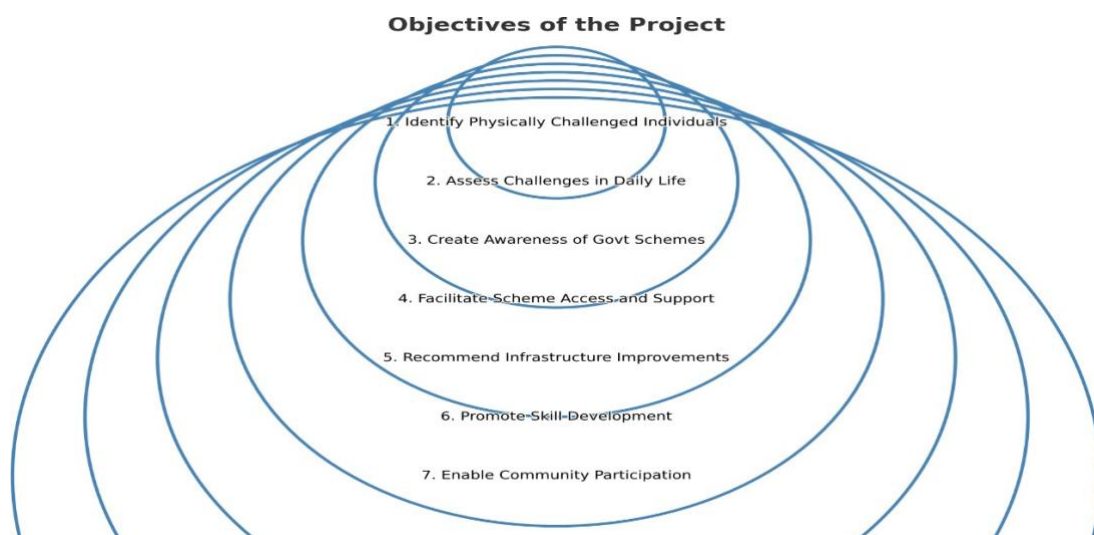 Objectives of the Project
1. Identify Physically Challenged Individuals
2. Assess Challenges in Daily Life
3. Create Awareness of Govt Schemes
4. Facilitate Scheme Access and Support
5. Recommend Infrastructure Improvements
6. Promote Skill Development
7. Enable Community Participation